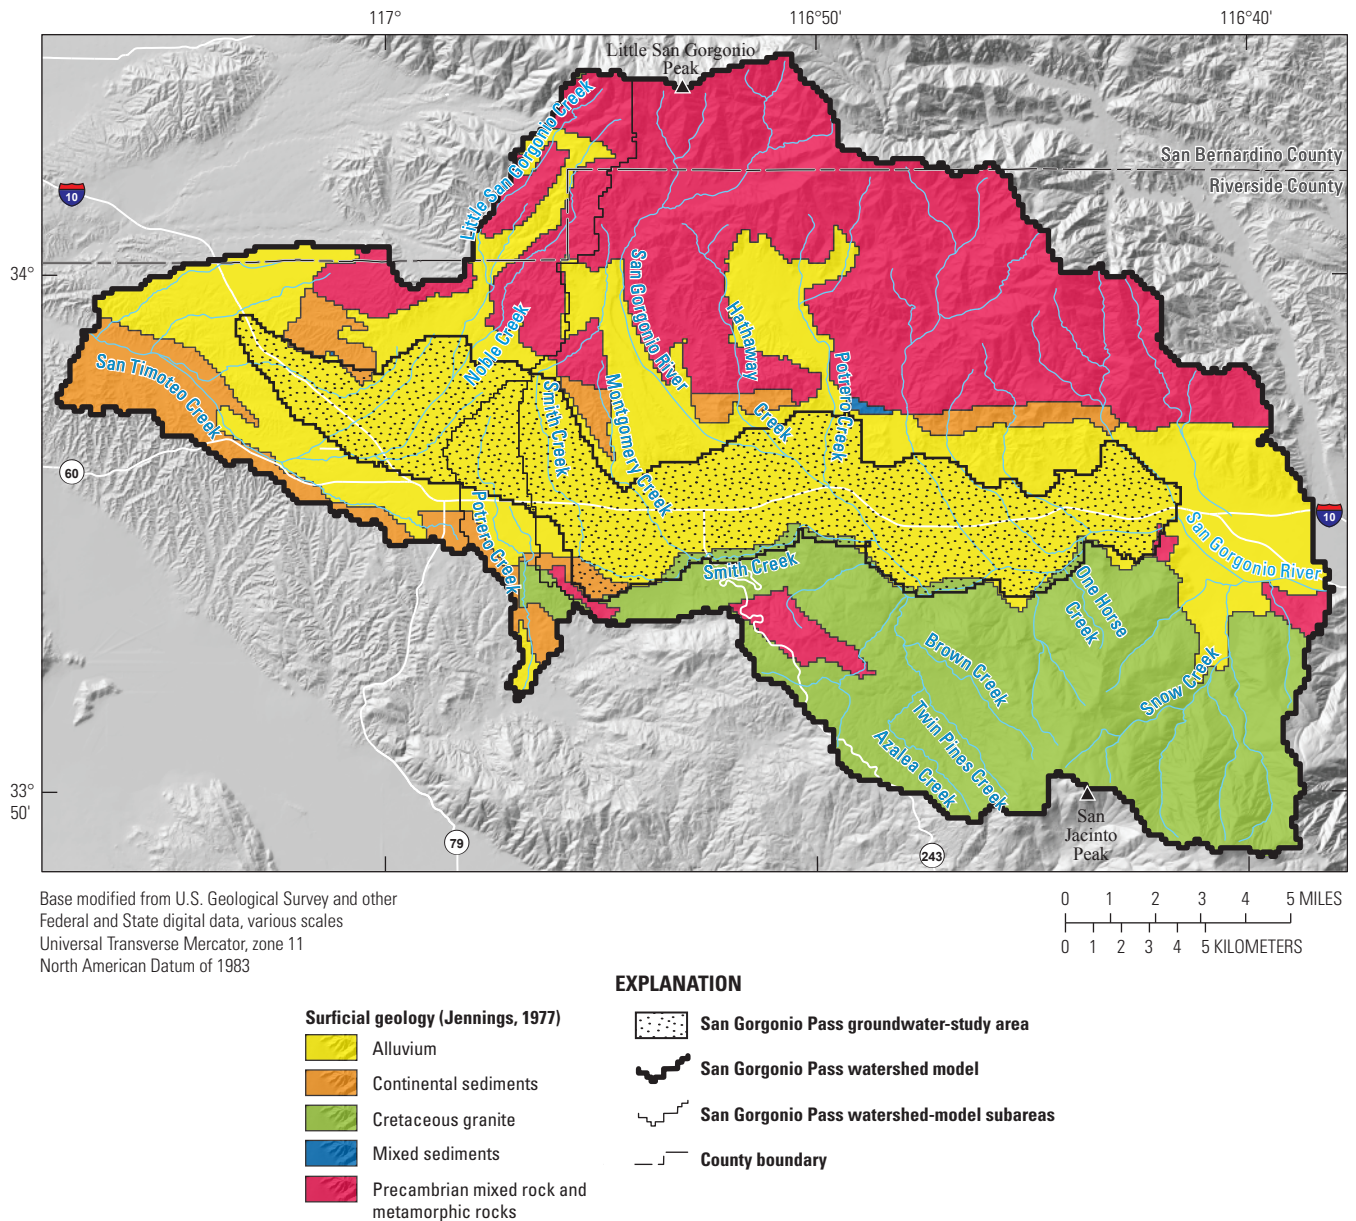 117°
116°50'
116°40'
Little San Gorgonio
Peak
San Bernardino County
Riverside County
10
Little San Gorgonio Creek
34°
San Gorgonio River
Hathaway
Creek
Noble Creek
San Timoteo Creek
Smith Creek
Montgomery Creek
Potrero Creek
60
10
Potrero Creek
Smith Creek
San Gorgonio River
One Horse
Creek
Brown Creek
Snow Creek
Twin Pines Creek
Azalea Creek
33°
50'
San
Jacinto
Peak
79
243
Base modified from U.S. Geological Survey and other
Federal and State digital data, various scales
Universal Transverse Mercator, zone 11
North American Datum of 1983
0 1 2 3 4 5 MILES
0 1 2 3 4 5 KILOMETERS
EXPLANATION
Surficial geology (Jennings, 1977)
Alluvium
Continental sediments
Cretaceous granite
Mixed sediments
Precambrian mixed rock and
metamorphic rocks
San Gorgonio Pass groundwater-study area
San Gorgonio Pass watershed model
San Gorgonio Pass watershed-model subareas
County boundary